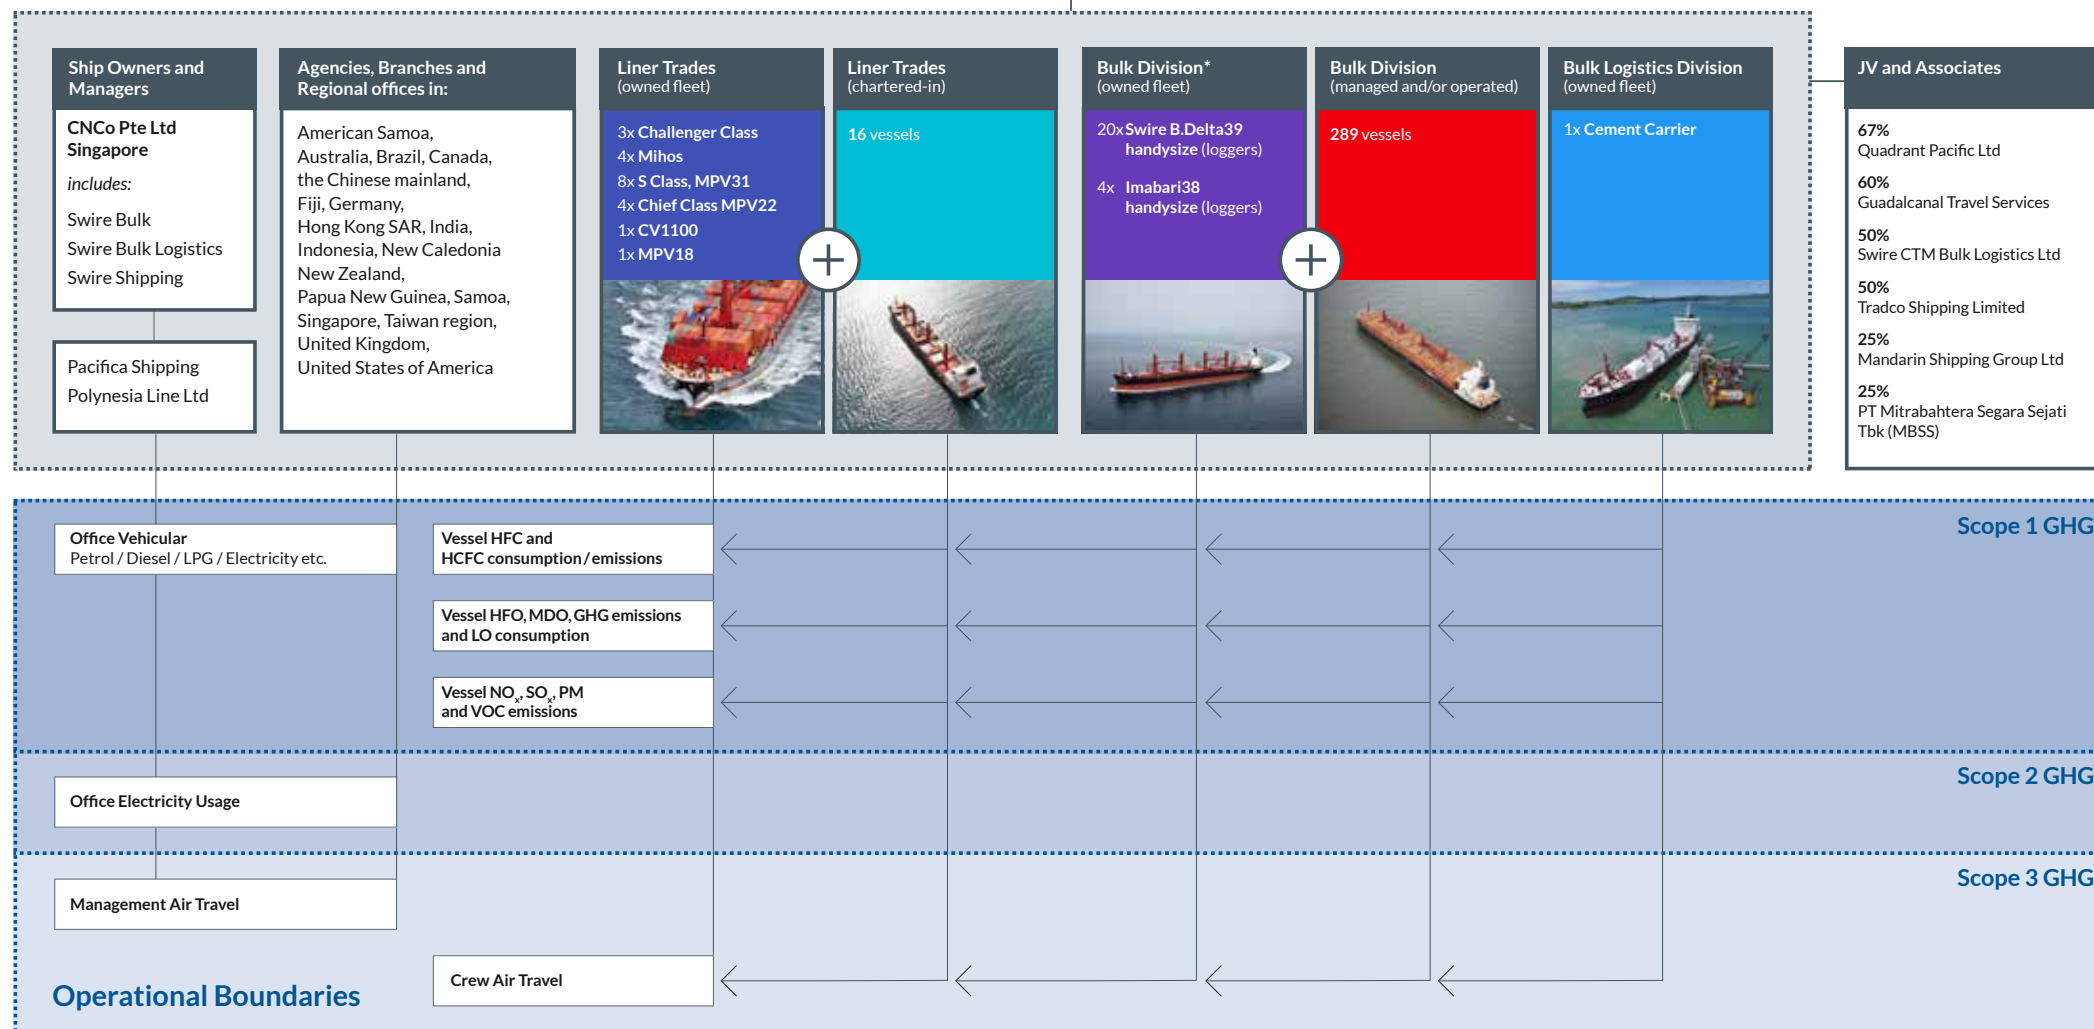 Ship Owners and
Managers
CNCo Pte Ltd
Singapore
includes:
Swire Bulk
Swire Bulk Logistics
Swire Shipping
Pacifica Shipping
Polynesia Line Ltd
Agencies, Branches and
Regional offices in:
American Samoa,
Australia, Brazil, Canada,
the Chinese mainland,
Fiji, Germany,
Hong Kong SAR, India,
Indonesia, New Caledonia
New Zealand,
Papua New Guinea, Samoa,
Singapore, Taiwan region,
United Kingdom,
United States of America
Liner Trades
(owned fleet)
3x Challenger Class
4x Mihos
8x S Class, MPV31
4x Chief Class MPV22
1x CV1100
1x MPV18
Liner Trades
(chartered-in)
16 vessels
Bulk Division*
(owned fleet)
20x Swire B.Delta39
handysize (loggers)
4x Imabari38
handysize (loggers)
Bulk Division
(managed and/or operated)
289 vessels
Bulk Logistics Division
(owned fleet)
1x Cement Carrier
JV and Associates
67%
Quadrant Pacific Ltd
60%
Guadalcanal Travel Services
50%
Swire CTM Bulk Logistics Ltd
50%
Tradco Shipping Limited
25%
Mandarin Shipping Group Ltd
25%
PT Mitrabahtera Segara Sejati
Tbk (MBSS)
Scope 1 GHG
Office Vehicular
Petrol / Diesel / LPG / Electricity etc.
Vessel HFC and
HCFC consumption / emissions
Vessel HFO, MDO, GHG emissions
and LO consumption
Vessel NOx, SOx, PM
and VOC emissions
Scope 2 GHG
Office Electricity Usage
Scope 3 GHG
Management Air Travel
Crew Air Travel
Operational Boundaries